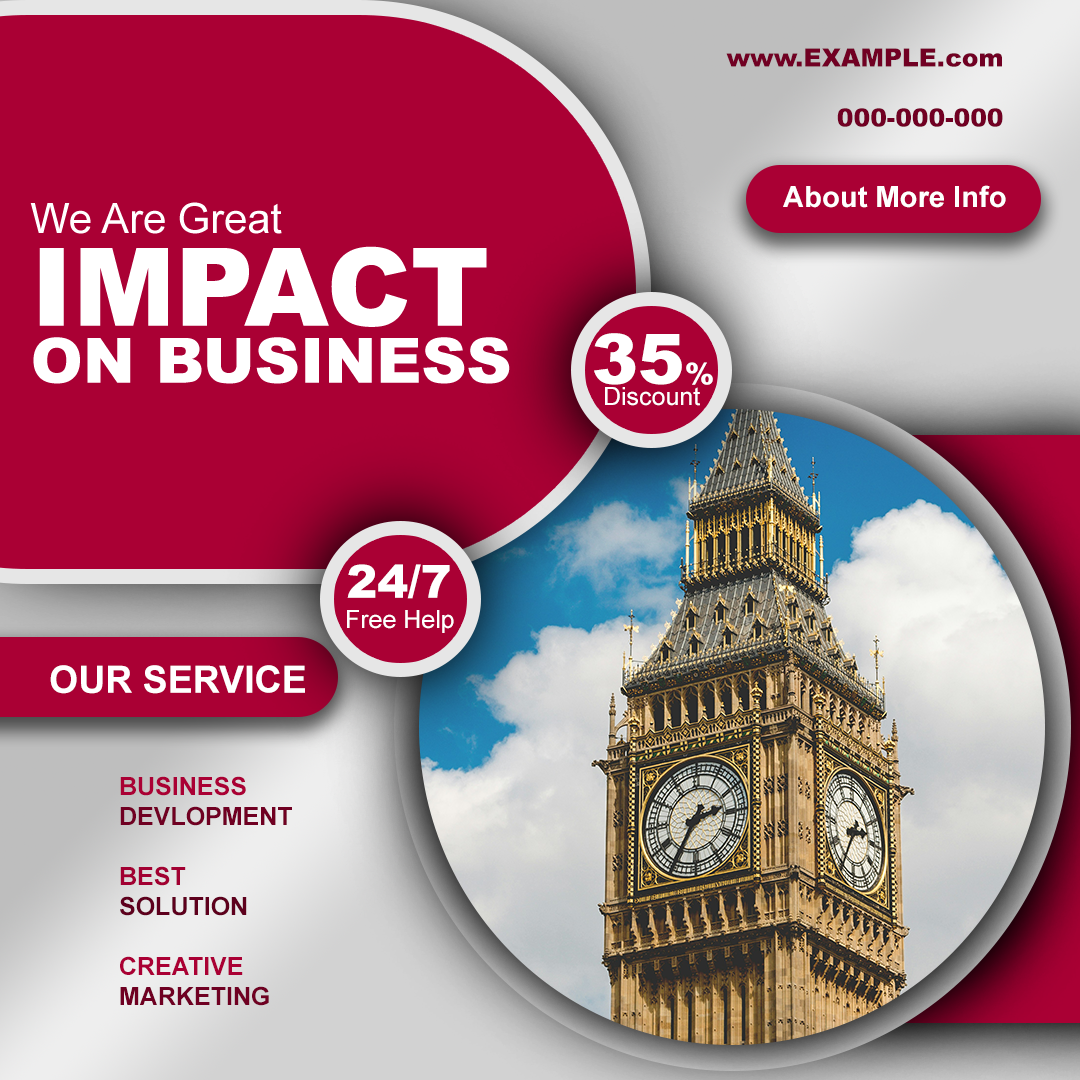 www.EXAMPLE.com
000-000-000
About More Info
We Are Great
IMPACT
ON BUSINESS
35%
Discount
24/7
Free Help
OUR SERVICE
BUSINESS
DEVLOPMENT
BEST
SOLUTION
CREATIVE
MARKETING